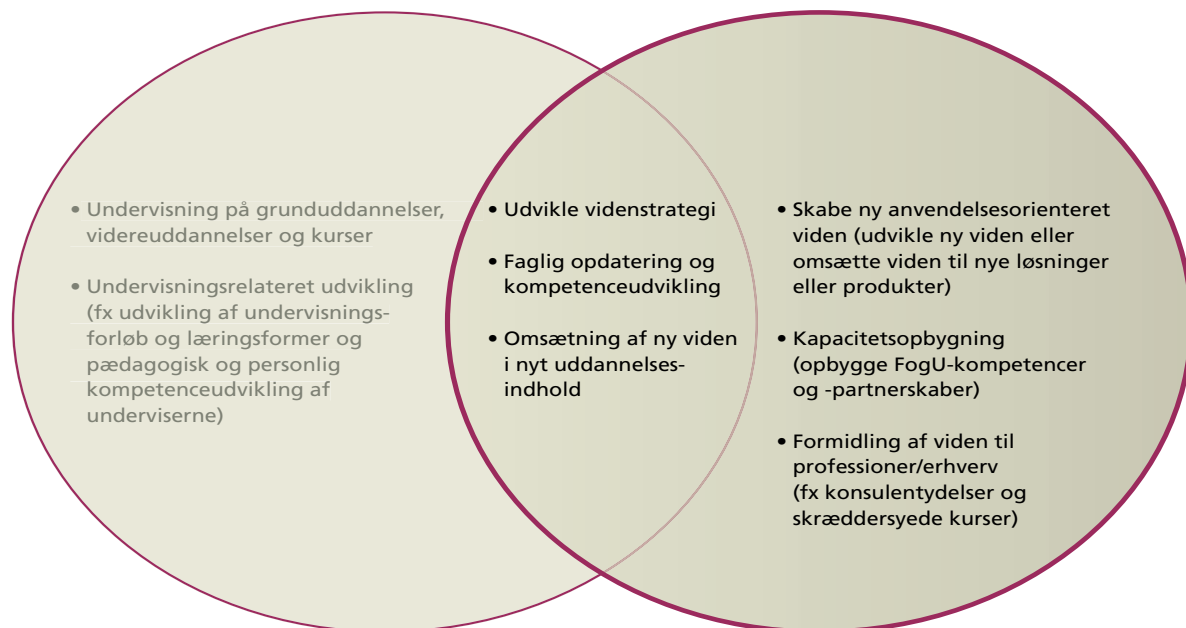 • Undervisning på grunduddannelser,
videreuddannelser og kurser
• Undervisningsrelateret udvikling
(fx udvikling af undervisnings-
forløb og læringsformer og
pædagogisk og personlig
kompetenceudvikling af
underviserne)
• Udvikle videnstrategi
• Faglig opdatering og
kompetenceudvikling
• Omsætning af ny viden
i nyt uddannelses-
indhold
• Skabe ny anvendelsesorienteret
viden (udvikle ny viden eller
omsætte viden til nye løsninger
eller produkter)
• Kapacitetsopbygning
(opbygge FogU-kompetencer
og -partnerskaber)
• Formidling af viden til
professioner/erhverv
(fx konsulentydelser og
skræddersyede kurser)